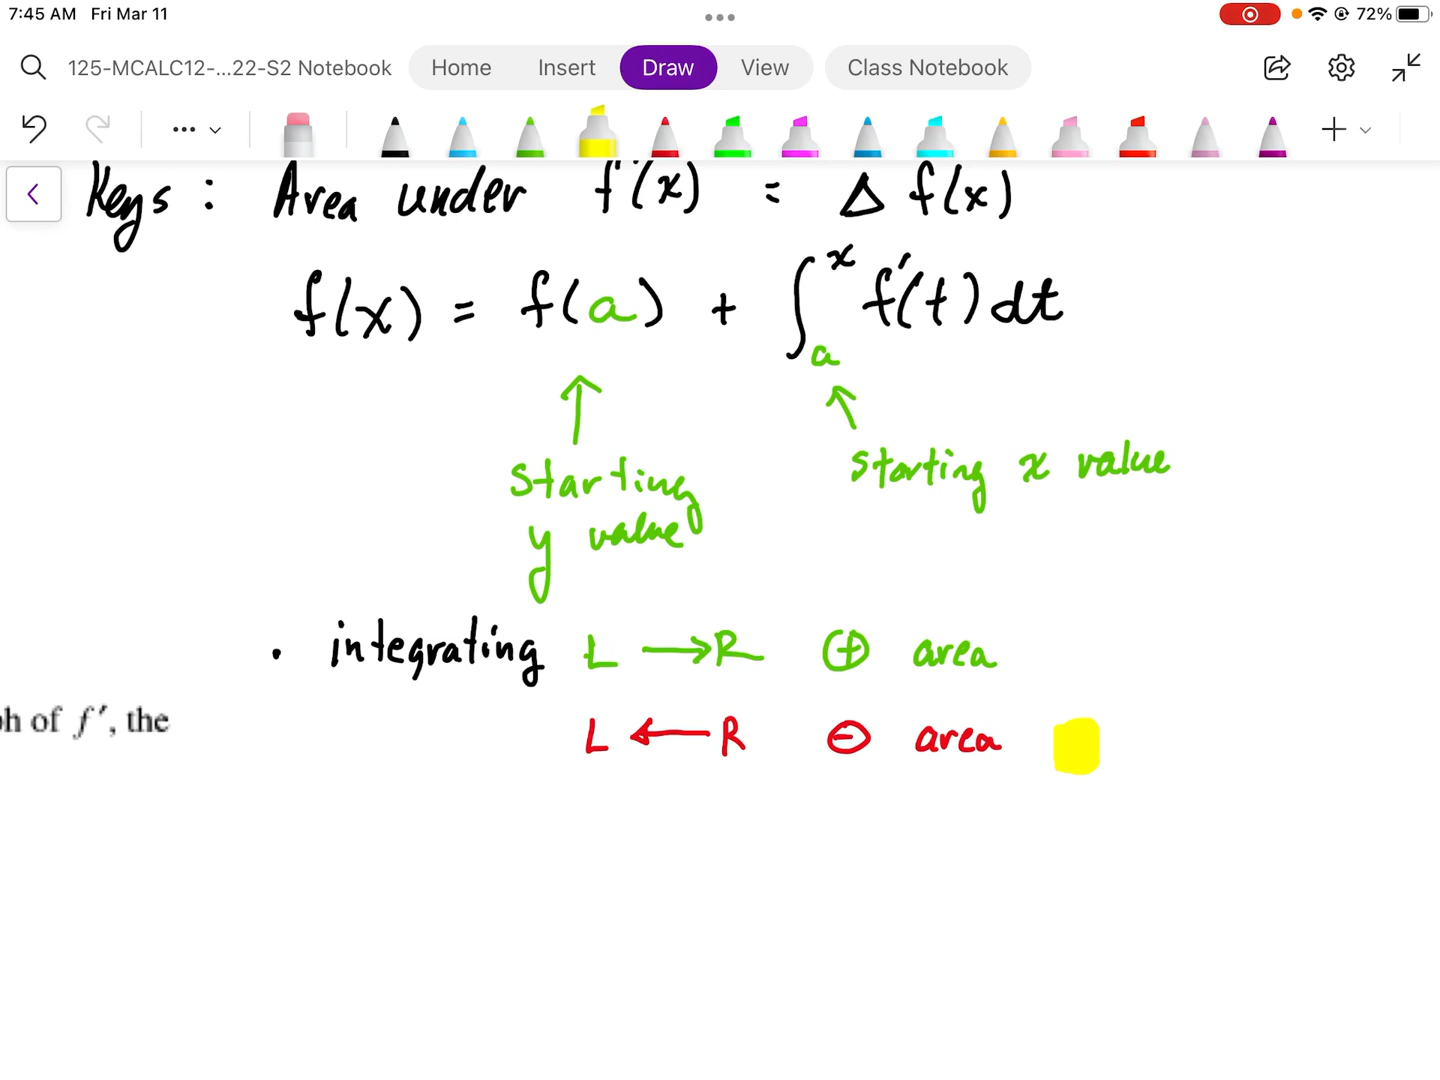 7:45 AM Fri Mar 11
72%
125-MCALC12-...22-S2 Notebook Home Insert Draw View Class Notebook
Keys : Area under f'(x) = Δ f(x)
f(x) = f(a) + ∫ₐˣ f'(t) dt
starting y value
starting x value
· integrating L → R ⊕ area
L ← R ⊖ area
ph of f′, the